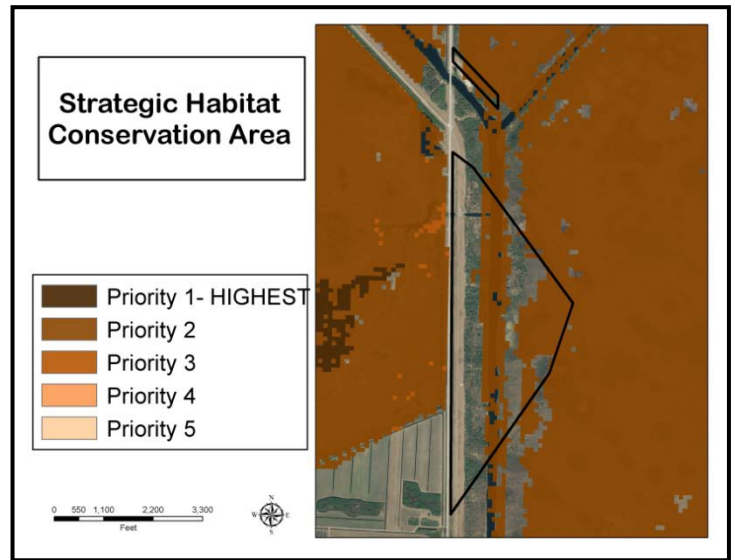 Strategic Habitat
Conservation Area
Priority 1- HIGHEST
Priority 2
Priority 3
Priority 4
Priority 5
0 550 1,100 2,200 3,300
Feet
N
W E
S